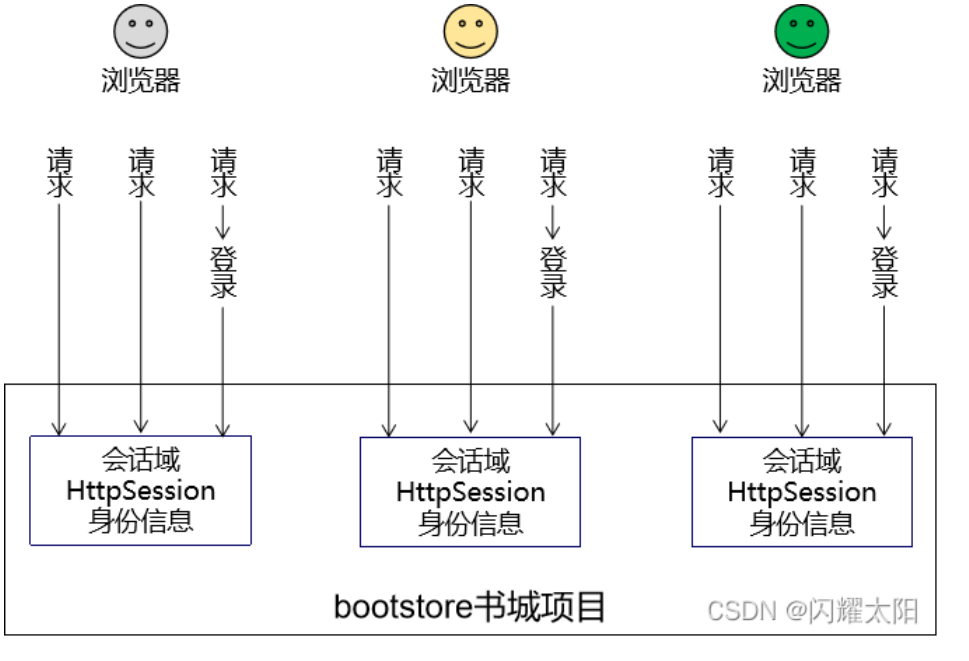 浏览器 浏览器 浏览器
请求 请求 请求 请求 请求 请求 请求 请求 请求
登录 登录 登录
会话域 会话域 会话域
HttpSession HttpSession HttpSession
身份信息 身份信息 身份信息
bootstore书城项目
CSDN @闪耀太阳